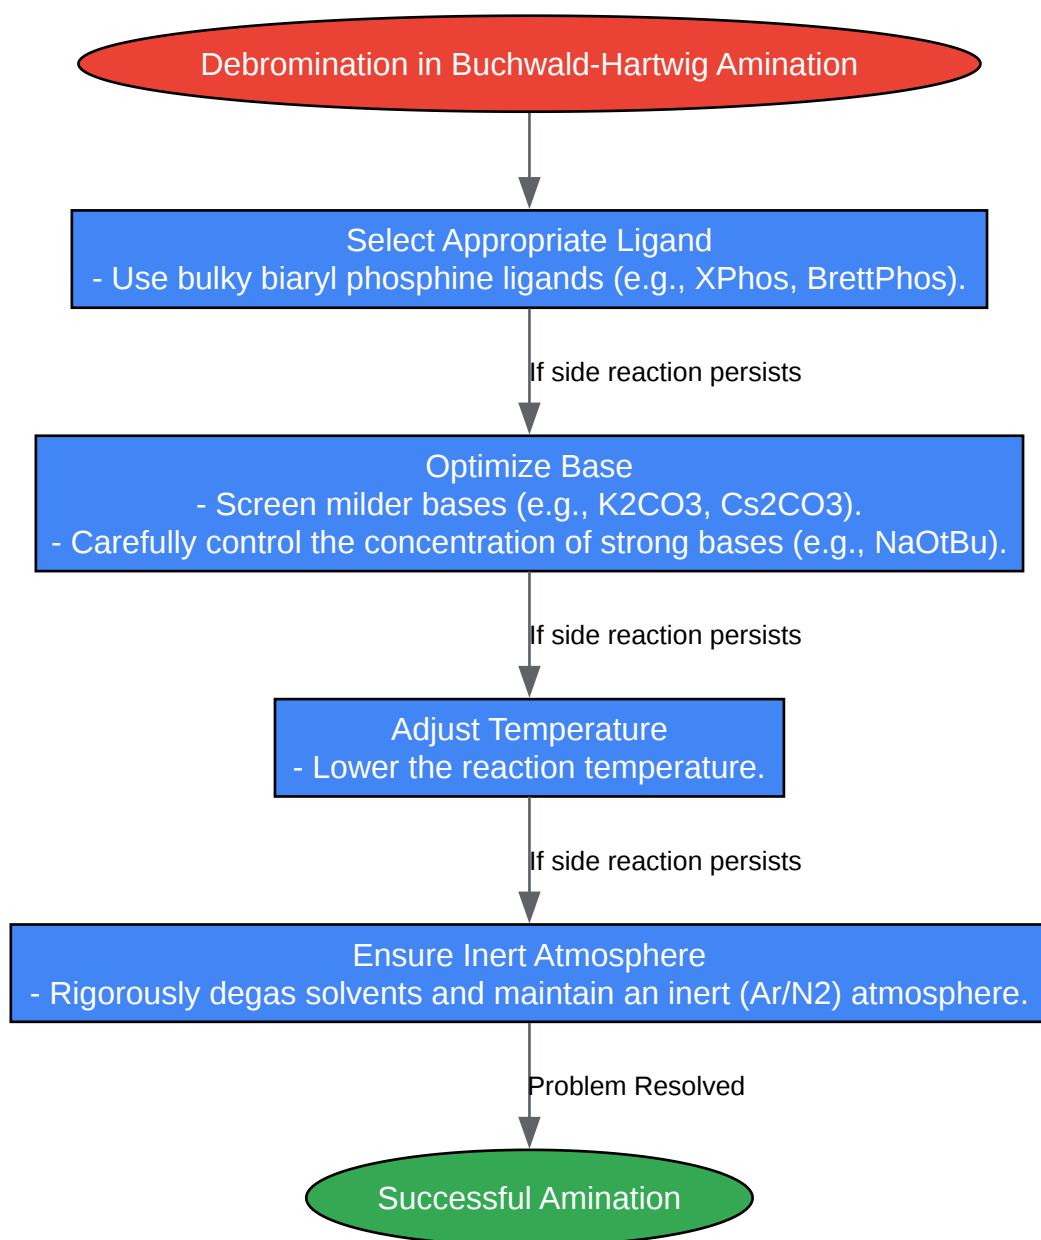 Debromination in Buchwald-Hartwig Amination
Select Appropriate Ligand
- Use bulky biaryl phosphine ligands (e.g., XPhos, BrettPhos).
If side reaction persists
Optimize Base
- Screen milder bases (e.g., K2CO3, Cs2CO3).
- Carefully control the concentration of strong bases (e.g., NaOtBu).
If side reaction persists
Adjust Temperature
- Lower the reaction temperature.
If side reaction persists
Ensure Inert Atmosphere
- Rigorously degas solvents and maintain an inert (Ar/N2) atmosphere.
Problem Resolved
Successful Amination